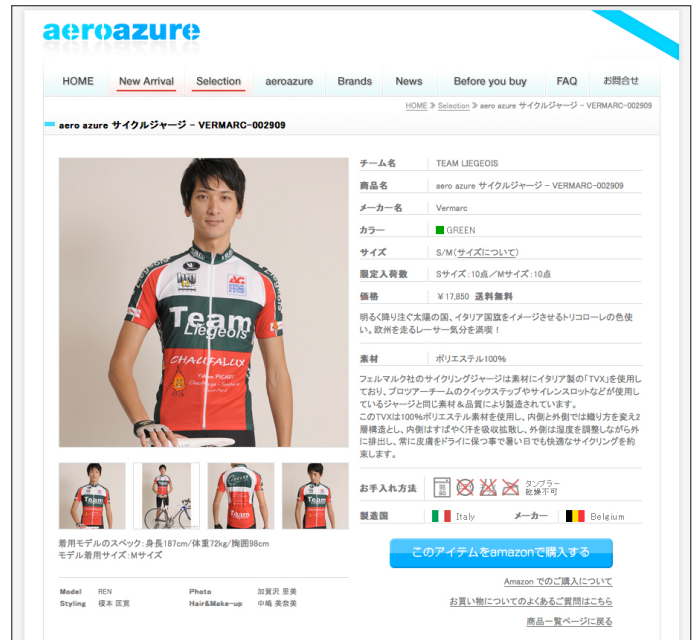 aeroazure
HOME New Arrival Selection aeroazure Brands News Before you buy FAQ お問合せ
HOME ≫ Selection ≫ aero azure サイクルジャージ - VERMARC-002909
aero azure サイクルジャージ - VERMARC-002909
チーム名 TEAM LIEGEOIS
商品名 aero azure サイクルジャージ - VERMARC-002909
メーカー名 Vermarc
カラー GREEN
サイズ S/M(サイズについて)
限定入荷数 Sサイズ:10点/Mサイズ:10点
価格 ¥17,850 送料無料
明るく降り注ぐ太陽の国、イタリア国旗をイメージさせるトリコローレの色使
い。欧州を走るレーサー気分を満喫!
素材 ポリエステル100%
フェルマルク社のサイクリングジャージは素材にイタリア製の「TVX」を使用し
ており、プロツアーチームのクイックステップやサイレンスロットなどが使用し
ているジャージと同じ素材&品質により製造されています。
このTVXは100%ポリエステル素材を使用し、内側と外側では織り方を変え2
層構造とし、内側はすばやく汗を吸収拡散し、外側は湿度を調整しながら外
に排出し、常に皮膚をドライに保つ事で暑い日でも快適なサイクリングを約
束します。
お手入れ方法 タンブラー
乾燥不可
製造国 Italy メーカー Belgium
このアイテムをamazonで購入する
Amazon でのご購入について
お買い物についてのよくあるご質問はこちら
商品一覧ページに戻る
Team
Liegeois
CHAUFFALUX
着用モデルのスペック:身長187cm/体重72kg/胸囲98cm
モデル着用サイズ:Mサイズ
Model REN Photo 加賀沢 里美
Styling 榎本 匡寛 Hair&Make-up 中嶋 美奈美